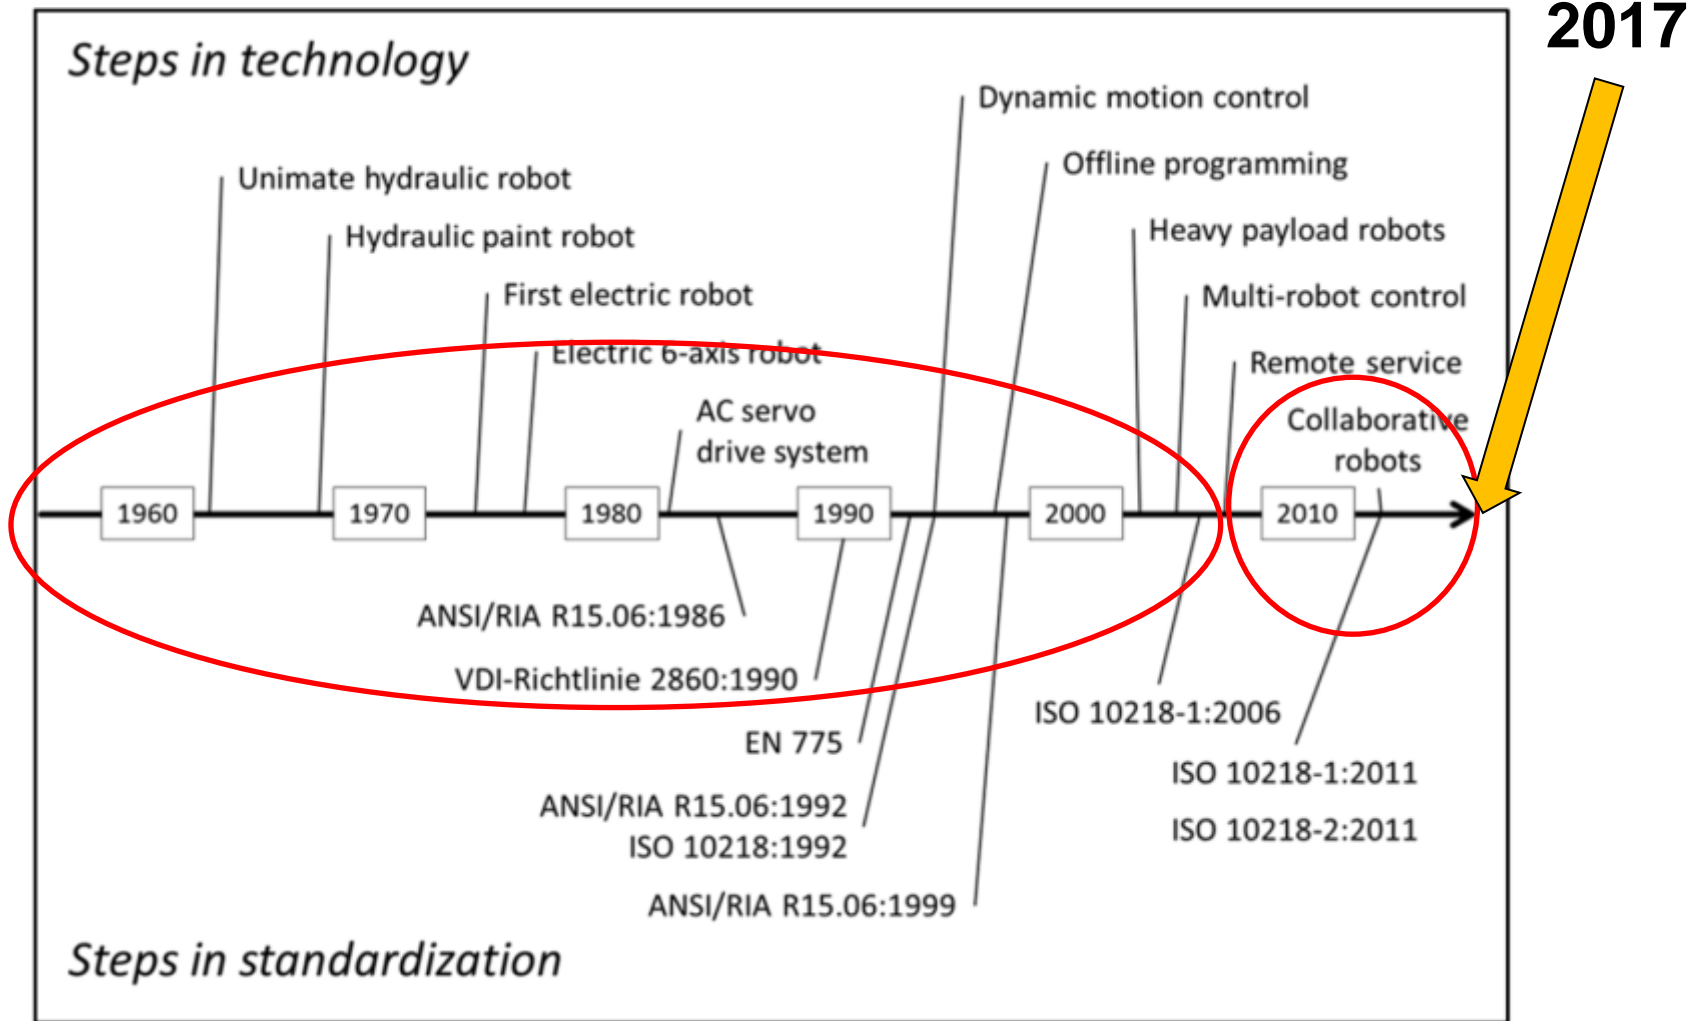 2017
Steps in technology
Dynamic motion control
Offline programming
Unimate hydraulic robot
Heavy payload robots
Hydraulic paint robot
First electric robot
Multi-robot control
Electric 6-axis robot
Remote service
AC servo
drive system
Collaborative
robots
1960
1970
1980
1990
2000
2010
ANSI/RIA R15.06:1986
VDI-Richtlinie 2860:1990
ISO 10218-1:2006
EN 775
ISO 10218-1:2011
ANSI/RIA R15.06:1992
ISO 10218:1992
ISO 10218-2:2011
ANSI/RIA R15.06:1999
Steps in standardization